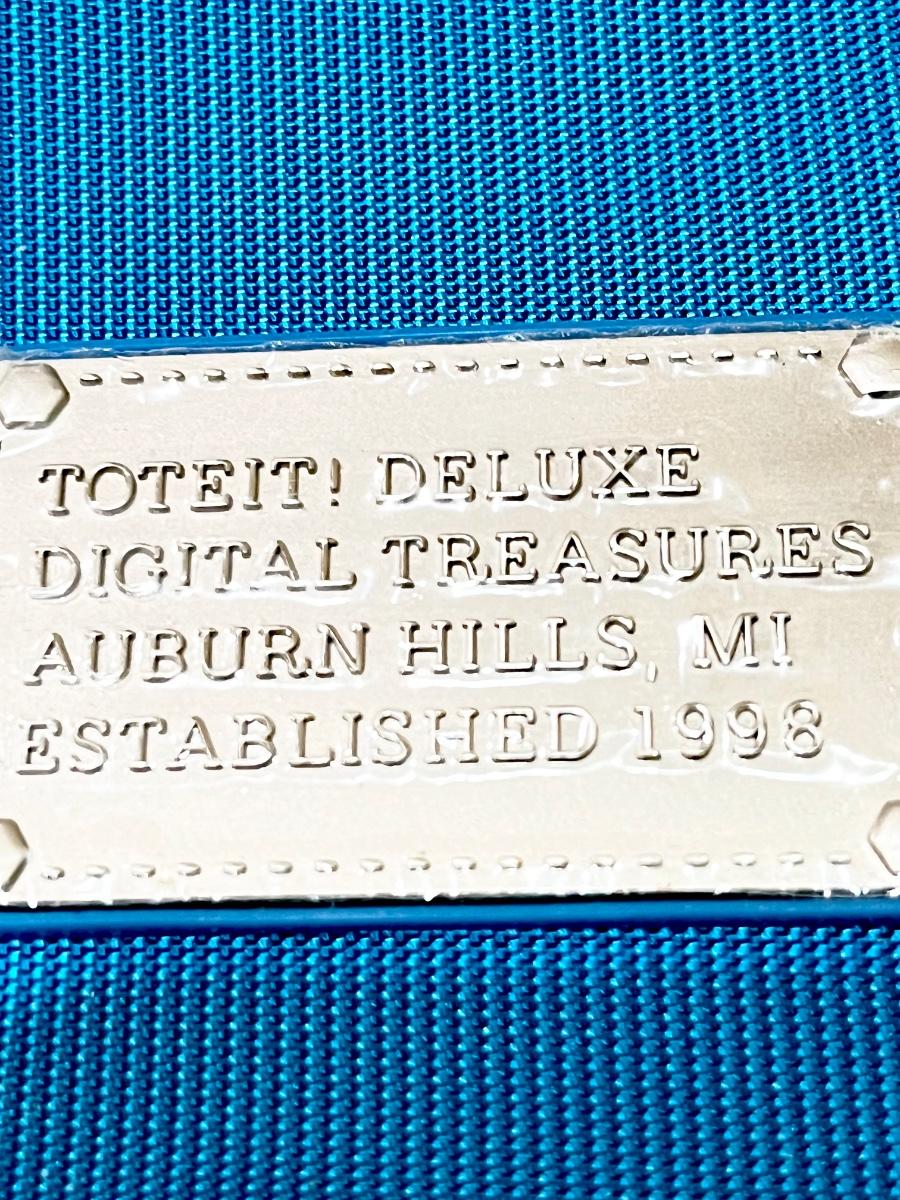 TOTEIT! DELUXE
DIGITAL TREASURES
AUBURN HILLS, MI
ESTABLISHED 1998